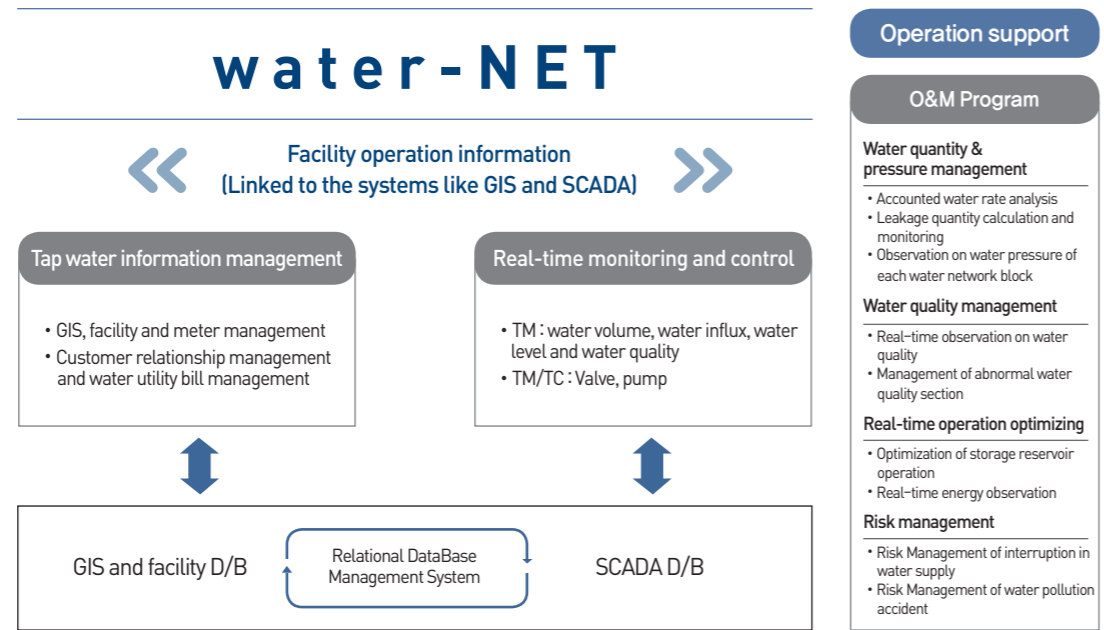 water-NET
Facility operation information
(Linked to the systems like GIS and SCADA)
Tap water information management
• GIS, facility and meter management
• Customer relationship management
and water utility bill management
Real-time monitoring and control
• TM : water volume, water influx, water
level and water quality
• TM/TC : Valve, pump
GIS and facility D/B
Relational DataBase
Management System
SCADA D/B
Operation support
O&M Program
Water quantity &
pressure management
• Accounted water rate analysis
• Leakage quantity calculation and
monitoring
• Observation on water pressure of
each water network block
Water quality management
• Real-time observation on water
quality
• Management of abnormal water
quality section
Real-time operation optimizing
• Optimization of storage reservoir
operation
• Real-time energy observation
Risk management
• Risk Management of interruption in
water supply
• Risk Management of water pollution
accident